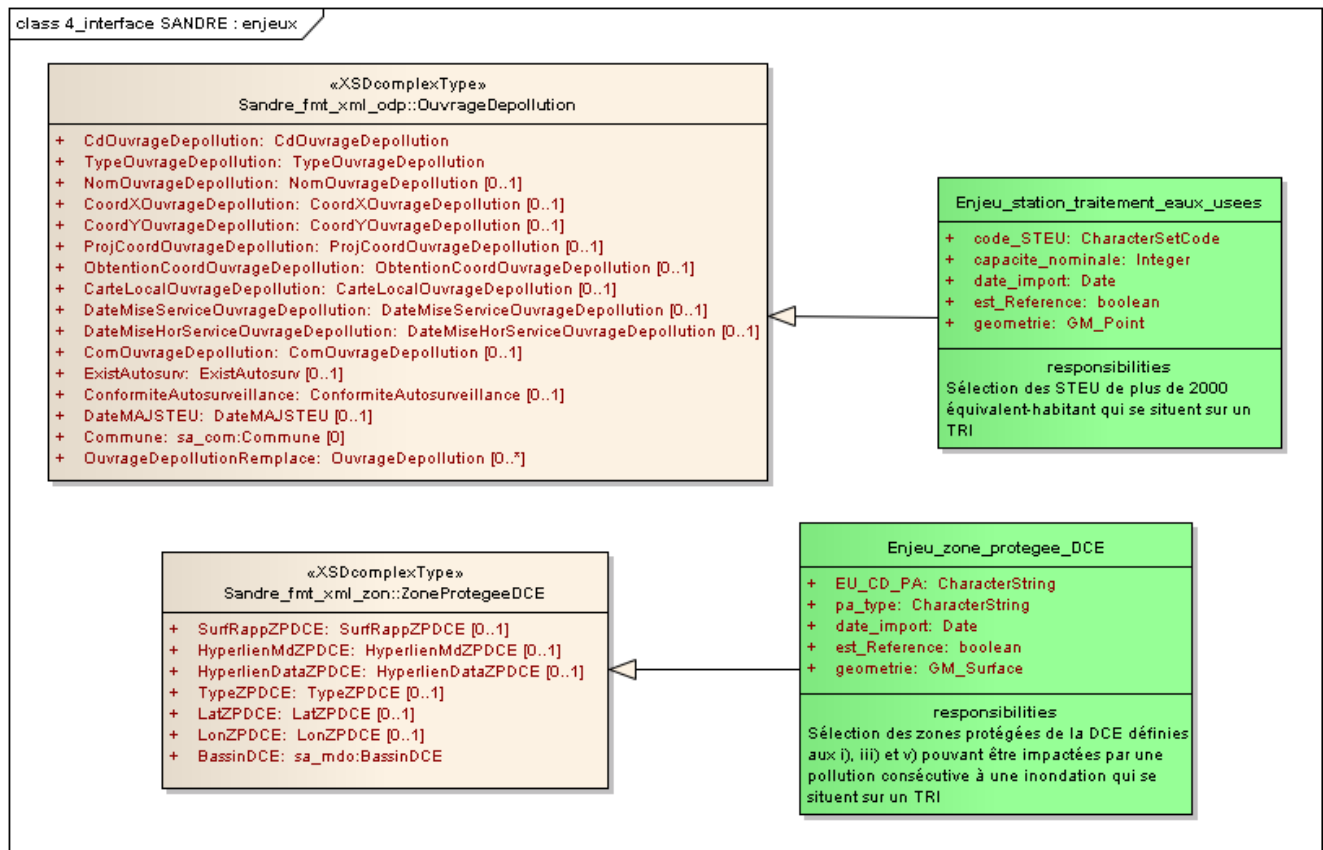 class 4_interface SANDRE : enjeux
«XSDcomplexType»
Sandre_fmt_xml_odp::OuvrageDepollution
+ CdOuvrageDepollution: CdOuvrageDepollution
+ TypeOuvrageDepollution: TypeOuvrageDepollution
+ NomOuvrageDepollution: NomOuvrageDepollution [0..1]
+ CoordXOuvrageDepollution: CoordXOuvrageDepollution [0..1]
+ CoordYOuvrageDepollution: CoordYOuvrageDepollution [0..1]
+ ProjCoordOuvrageDepollution: ProjCoordOuvrageDepollution [0..1]
+ ObtentionCoordOuvrageDepollution: ObtentionCoordOuvrageDepollution [0..1]
+ CarteLocalOuvrageDepollution: CarteLocalOuvrageDepollution [0..1]
+ DateMiseServiceOuvrageDepollution: DateMiseServiceOuvrageDepollution [0..1]
+ DateMiseHorServiceOuvrageDepollution: DateMiseHorServiceOuvrageDepollution [0..1]
+ ComOuvrageDepollution: ComOuvrageDepollution [0..1]
+ ExistAutosurv: ExistAutosurv [0..1]
+ ConformiteAutosurveillance: ConformiteAutosurveillance [0..1]
+ DateMAJSTEU: DateMAJSTEU [0..1]
+ Commune: sa_com:Commune [0]
+ OuvrageDepollutionRemplace: OuvrageDepollution [0..*]
Enjeu_station_traitement_eaux_usees
+ code_STEU: CharacterSetCode
+ capacite_nominale: Integer
+ date_import: Date
+ est_Reference: boolean
+ geometrie: GM_Point
responsibilities
Sélection des STEU de plus de 2000
équivalent-habitant qui se situent sur un
TRI
«XSDcomplexType»
Sandre_fmt_xml_zon::ZoneProtegeeDCE
+ SurfRappZPDCE: SurfRappZPDCE [0..1]
+ HyperlienMdZPDCE: HyperlienMdZPDCE [0..1]
+ HyperlienDataZPDCE: HyperlienDataZPDCE [0..1]
+ TypeZPDCE: TypeZPDCE [0..1]
+ LatZPDCE: LatZPDCE [0..1]
+ LonZPDCE: LonZPDCE [0..1]
+ BassinDCE: sa_mdo:BassinDCE
Enjeu_zone_protegee_DCE
+ EU_CD_PA: CharacterString
+ pa_type: CharacterString
+ date_import: Date
+ est_Reference: boolean
+ geometrie: GM_Surface
responsibilities
Sélection des zones protégées de la DCE définies
aux i), iii) et v) pouvant être impactées par une
pollution consécutive à une inondation qui se
situent sur un TRI